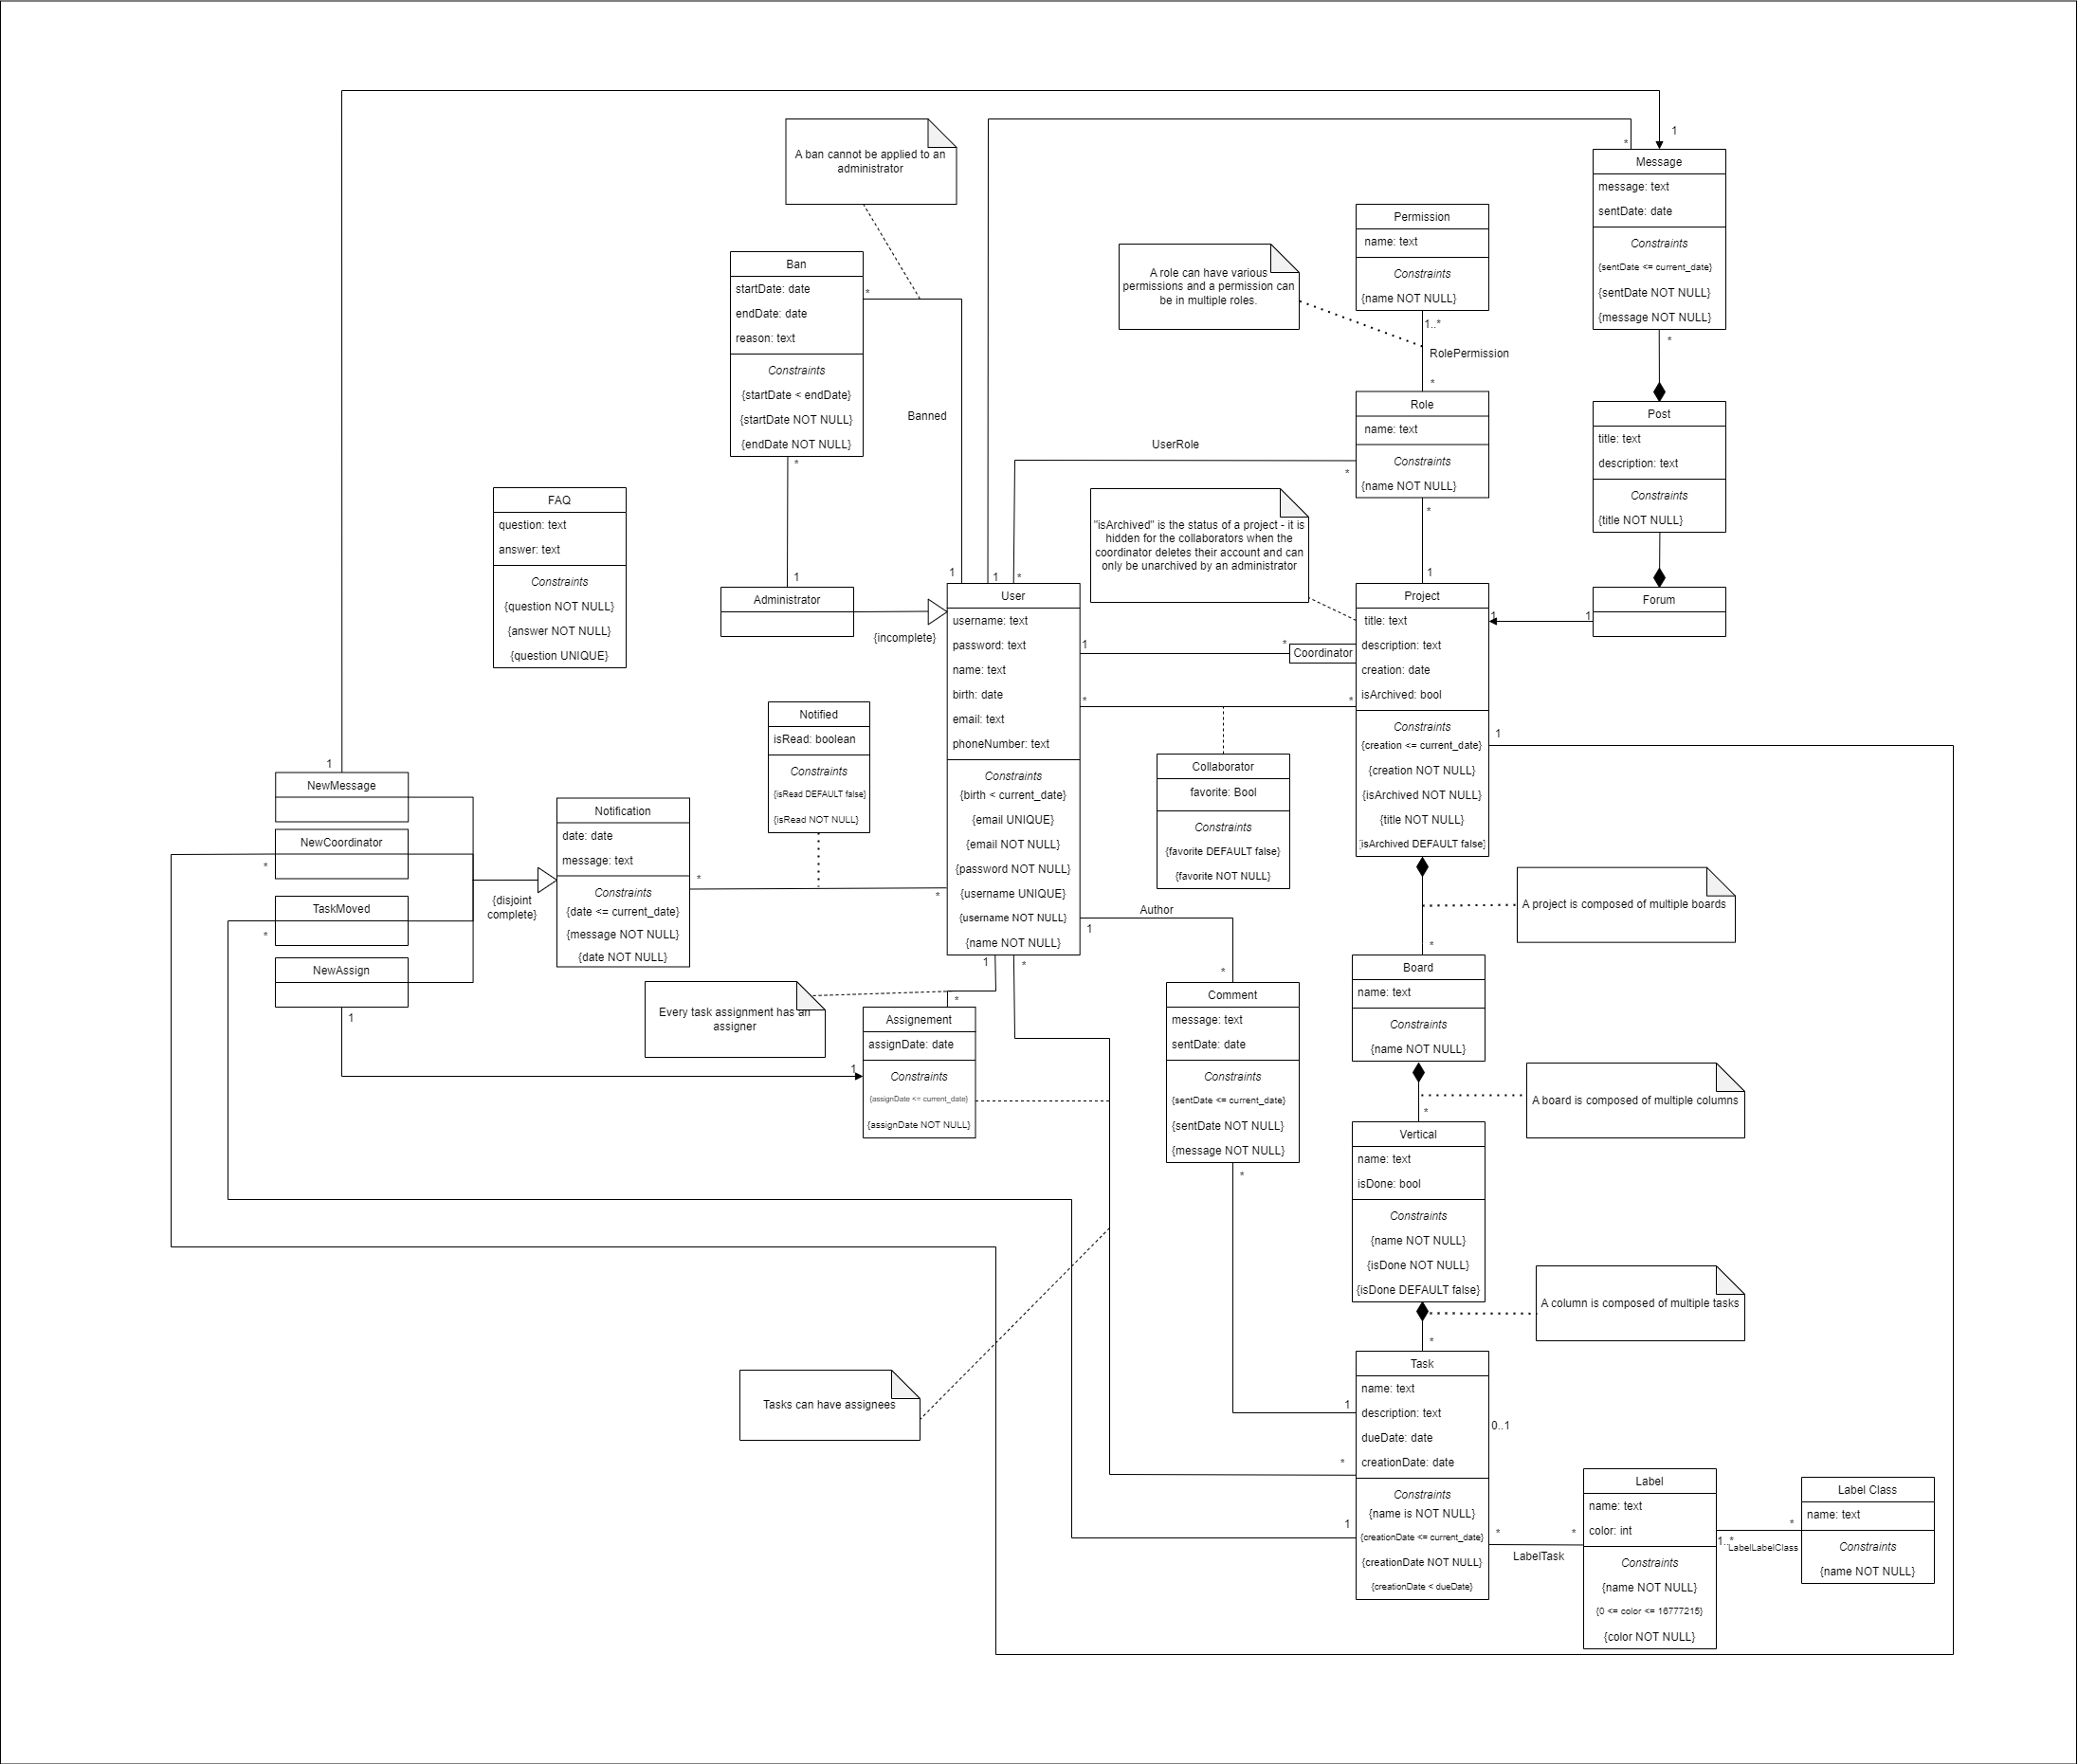 1
*
Message
message: text
sentDate: date
Constraints
{sentDate <= current_date}
{sentDate NOT NULL}
{message NOT NULL}
*
A ban cannot be applied to an
administrator
Permission
name: text
Constraints
{name NOT NULL}
1..*
RolePermission
*
A role can have various
permissions and a permission can
be in multiple roles.
Ban
startDate: date
endDate: date
reason: text
Constraints
{startDate < endDate}
{startDate NOT NULL}
{endDate NOT NULL}
*
*
Banned
Role
name: text
Constraints
{name NOT NULL}
UserRole
*
*
Post
title: text
description: text
Constraints
{title NOT NULL}
FAQ
question: text
answer: text
Constraints
{question NOT NULL}
{answer NOT NULL}
{question UNIQUE}
"isArchived" is the status of a project - it is
hidden for the collaborators when the
coordinator deletes their account and can
only be unarchived by an administrator
1
Administrator
{incomplete}
1
1
*
User
username: text
password: text
name: text
birth: date
email: text
phoneNumber: text
Constraints
{birth < current_date}
{email UNIQUE}
{email NOT NULL}
{password NOT NULL}
{username UNIQUE}
{username NOT NULL}
{name NOT NULL}
1
*
Coordinator
*
*
1
Project
title: text
description: text
creation: date
isArchived: bool
Constraints
{creation <= current_date}
{creation NOT NULL}
{isArchived NOT NULL}
{title NOT NULL}
{isArchived DEFAULT false}
1
1
Forum
1
Notified
isRead: boolean
Constraints
{isRead DEFAULT false}
{isRead NOT NULL}
Collaborator
favorite: Bool
Constraints
{favorite DEFAULT false}
{favorite NOT NULL}
1
NewMessage
NewCoordinator
*
TaskMoved
*
NewAssign
1
{disjoint
complete}
Notification
date: date
message: text
Constraints
{date <= current_date}
{message NOT NULL}
{date NOT NULL}
*
*
Author
1
*
A project is composed of multiple boards
*
Board
name: text
Constraints
{name NOT NULL}
1
*
*
Every task assignment has an
assigner
Assignement
assignDate: date
Constraints
{assignDate <= current_date}
{assignDate NOT NULL}
1
Comment
message: text
sentDate: date
Constraints
{sentDate <= current_date}
{sentDate NOT NULL}
{message NOT NULL}
*
A board is composed of multiple columns
*
Vertical
name: text
isDone: bool
Constraints
{name NOT NULL}
{isDone NOT NULL}
{isDone DEFAULT false}
A column is composed of multiple tasks
*
Task
name: text
description: text
dueDate: date
creationDate: date
Constraints
{name is NOT NULL}
{creationDate <= current_date}
{creationDate NOT NULL}
{creationDate < dueDate}
1
0..1
*
1
Tasks can have assignees
*
*
LabelTask
Label
name: text
color: int
Constraints
{name NOT NULL}
{0 <= color <= 16777215}
{color NOT NULL}
1..*
*
LabelLabelClass
Label Class
name: text
Constraints
{name NOT NULL}